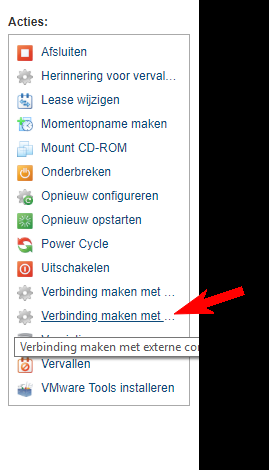 Acties:
Afsluiten
Herinnering voor verval...
Lease wijzigen
Momentopname maken
Mount CD-ROM
Onderbreken
Opnieuw configureren
Opnieuw opstarten
Power Cycle
Uitschakelen
Verbinding maken met ...
Verbinding maken met ...
Verbinding maken met externe co
Vervallen
VMware Tools installeren